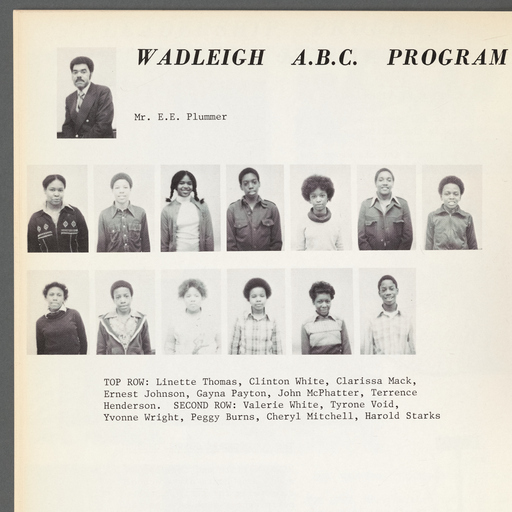 WADLEIGH A.B.C. PROGRAM
Mr. E.E. Plummer
TOP ROW: Linette Thomas, Clinton White, Clarissa Mack,
Ernest Johnson, Gayna Payton, John McPhatter, Terrence
Henderson. SECOND ROW: Valerie White, Tyrone Void,
Yvonne Wright, Peggy Burns, Cheryl Mitchell, Harold Starks